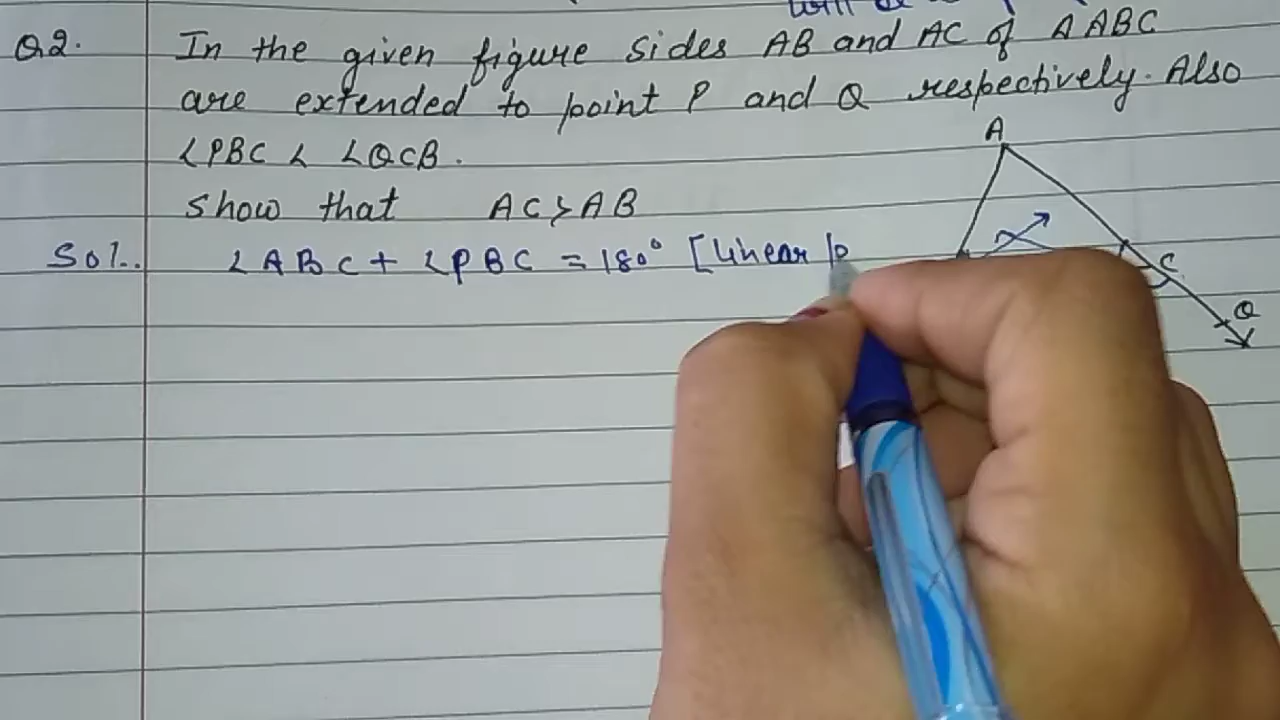 Q2. In the given figure sides AB and AC of Δ ABC
are extended to point P and Q respectively. Also
∠PBC < ∠QCB.
Show that AC > AB
Sol.. ∠ABC + ∠PBC = 180° [Linear p
A
C
Q